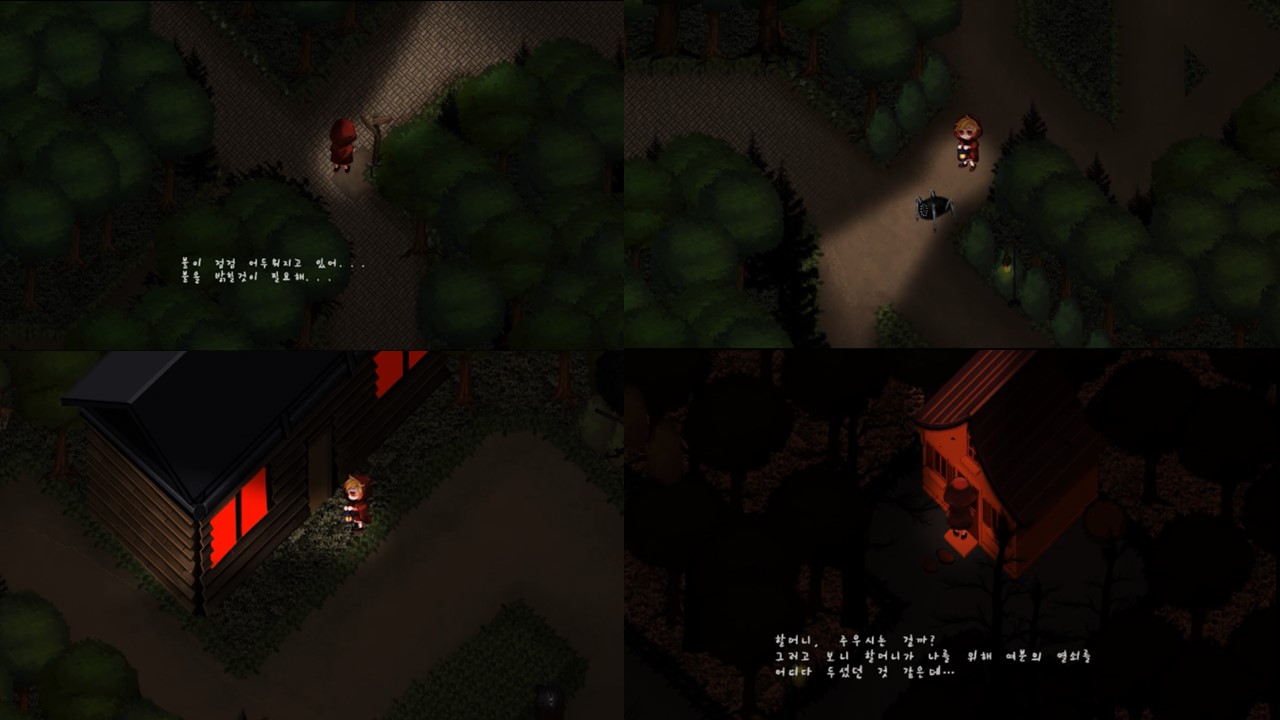 불이 점점 어두워지고 있어...
불을 밝힐것이 필요해...
할머니, 주무시는 걸까?
그러고 보니 할머니가 나를 위해 여분의 열쇠를
어디다 두셨던 것 같은데…